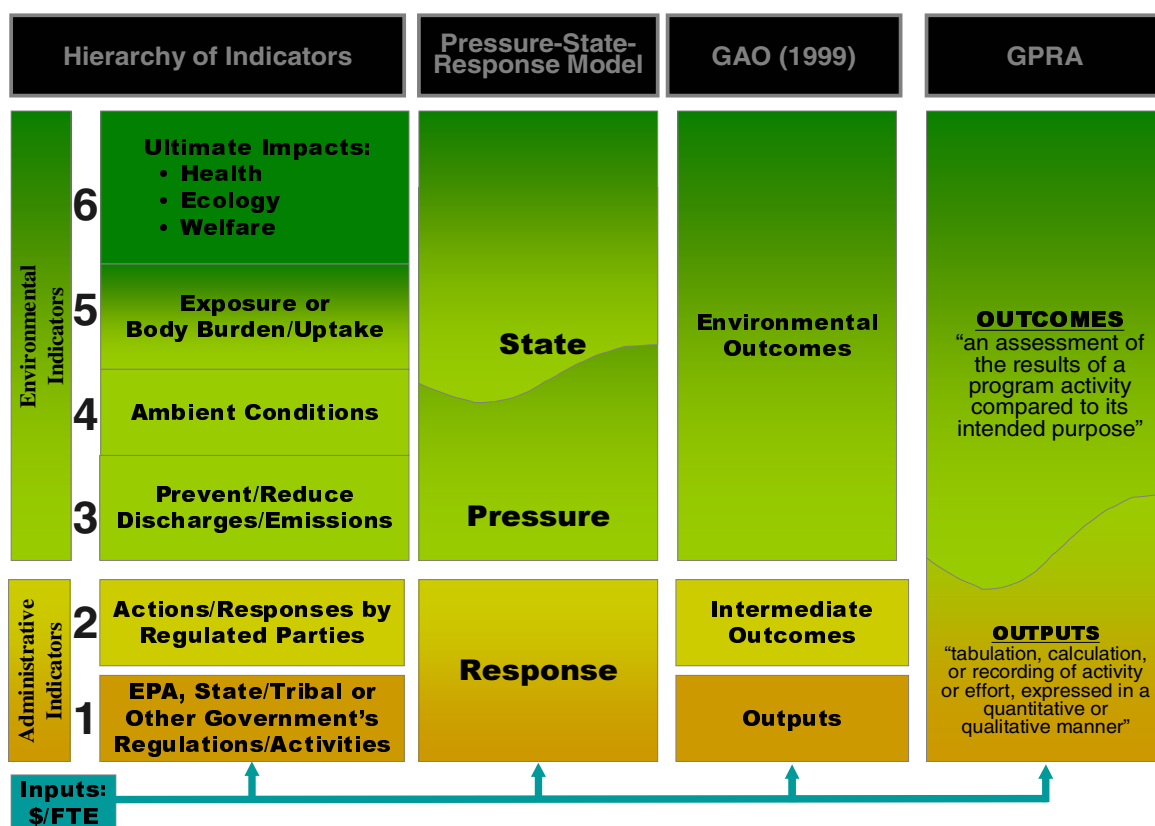 Hierarchy of Indicators
Pressure-State-
Response Model
GAO (1999)
GPRA
Environmental
Indicators
6
Ultimate Impacts:
• Health
• Ecology
• Welfare
5
Exposure or
Body Burden/Uptake
4
Ambient Conditions
3
Prevent/Reduce
Discharges/Emissions
State
Pressure
Environmental
Outcomes
OUTCOMES
“an assessment of
the results of a
program activity
compared to its
intended purpose”
Administrative
Indicators
2
Actions/Responses by
Regulated Parties
1
EPA, State/Tribal or
Other Government’s
Regulations/Activities
Response
Intermediate
Outcomes
Outputs
OUTPUTS
“tabulation, calculation,
or recording of activity
or effort, expressed in a
quantitative or
qualitative manner”
Inputs:
$/FTE